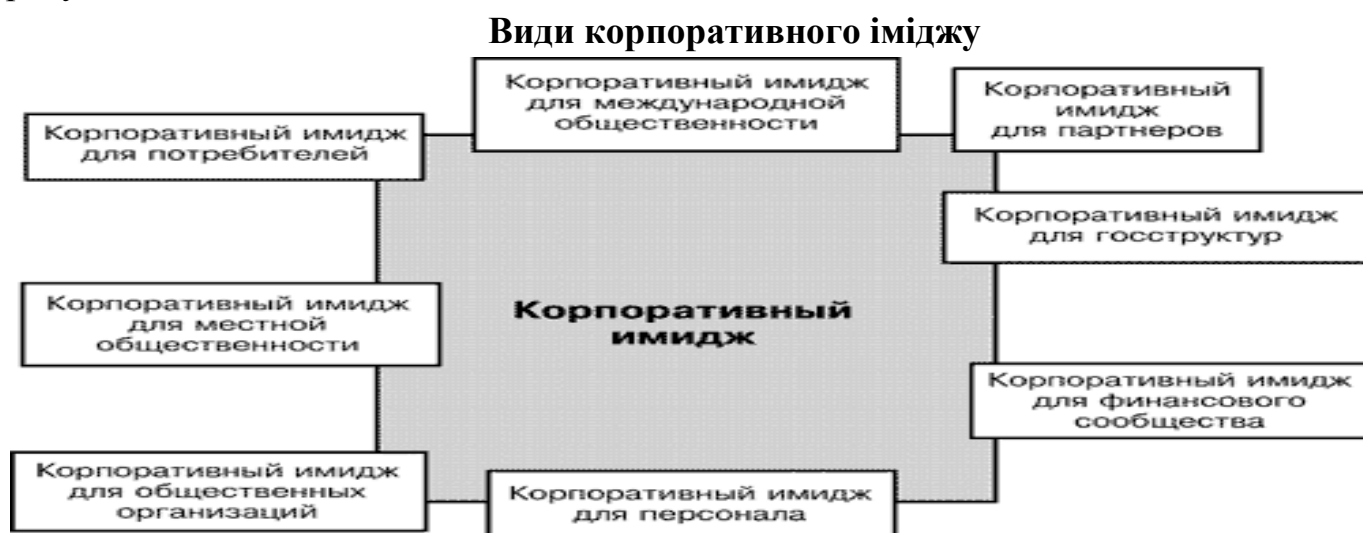 Види корпоративного іміджу
Корпоративный имидж
для международной
общественности
Корпоративный
имидж
для партнеров
Корпоративный имидж
для потребителей
Корпоративный имидж
для госструктур
Корпоративный имидж
для местной
общественности
Корпоративный
имидж
Корпоративный имидж
для финансового
сообщества
Корпоративный имидж
для общественных
организаций
Корпоративный имидж
для персонала